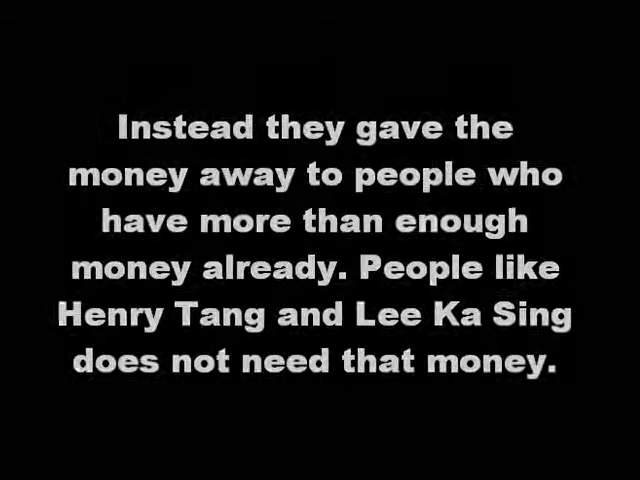 Instead they gave the
money away to people who
have more than enough
money already. People like
Henry Tang and Lee Ka Sing
does not need that money.